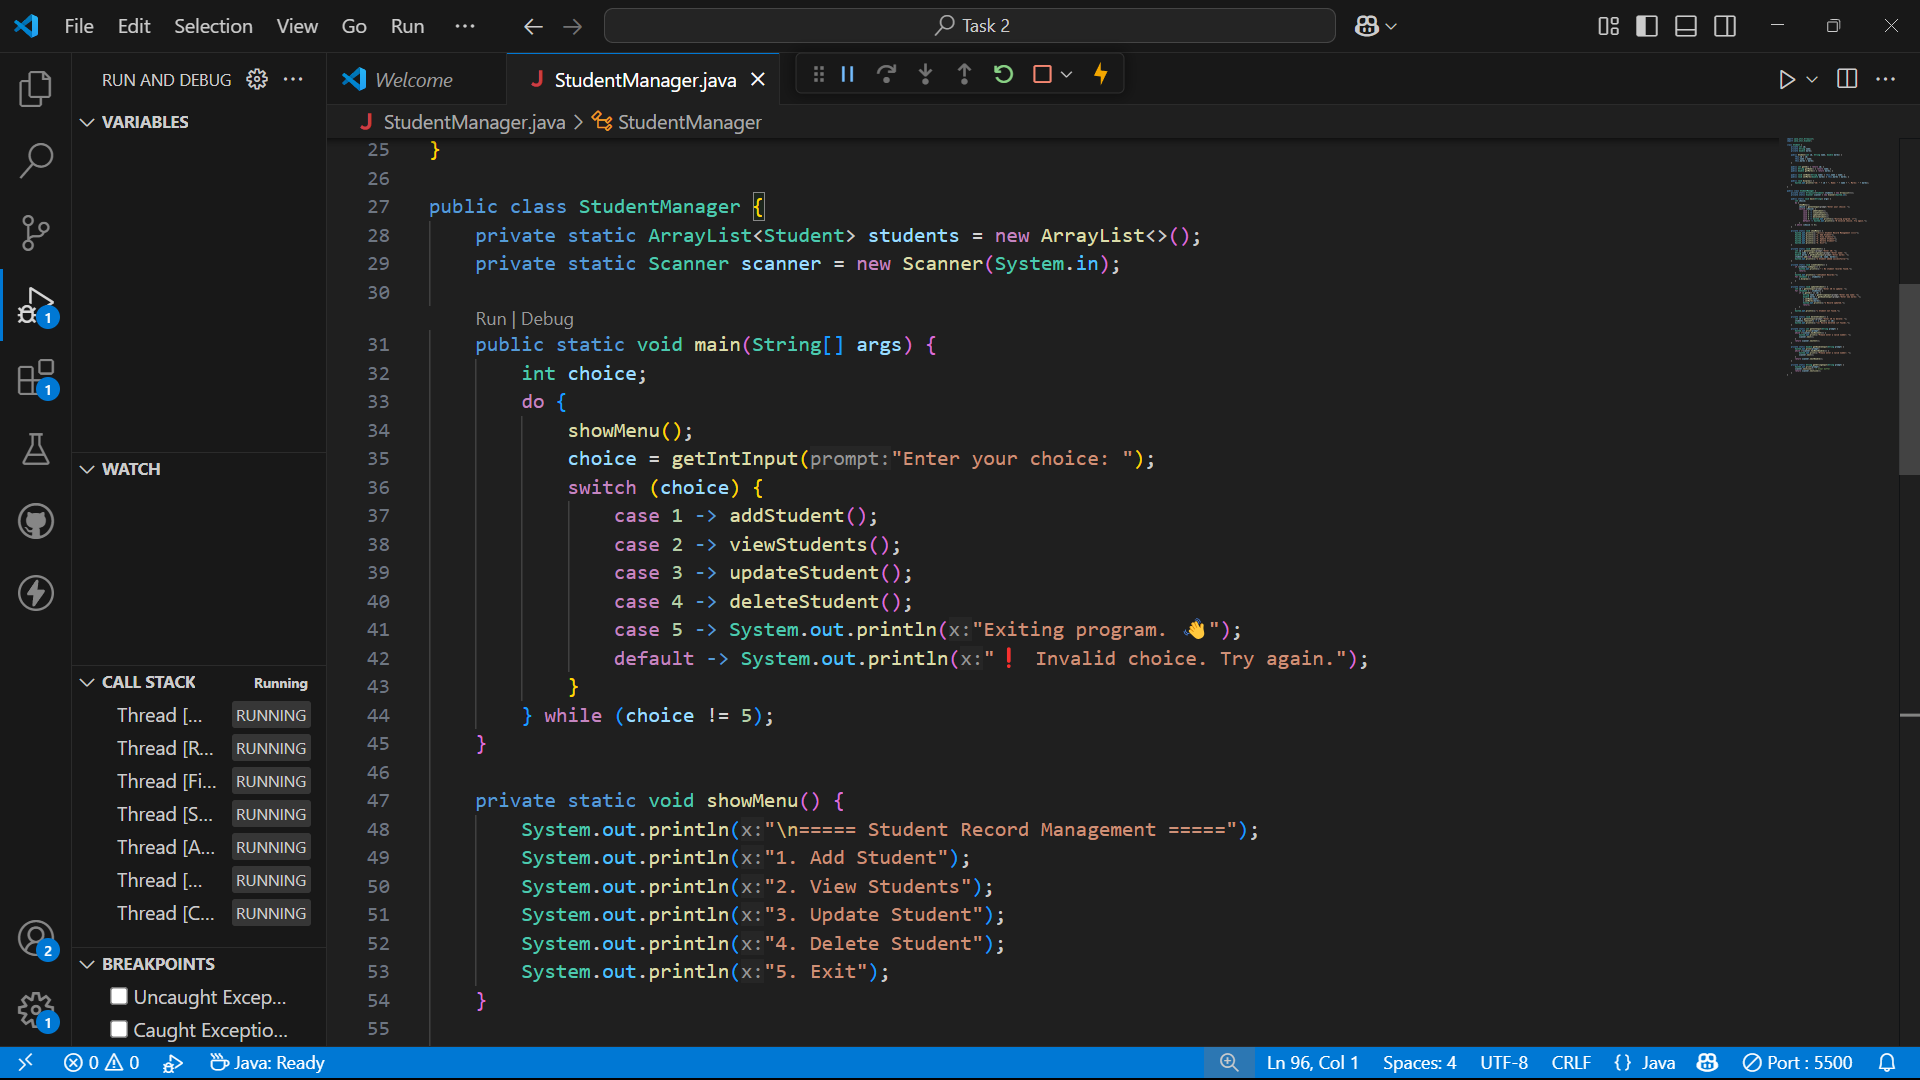 File Edit Selection View Go Run ··· Task 2
RUN AND DEBUG
Welcome
StudentManager.java
StudentManager.java > StudentManager
VARIABLES
WATCH
CALL STACK Running
Thread [... RUNNING
Thread [R... RUNNING
Thread [Fi... RUNNING
Thread [S... RUNNING
Thread [A... RUNNING
Thread [... RUNNING
Thread [C... RUNNING
BREAKPOINTS
Uncaught Excep...
Caught Exceptio...
1
1
2
1
25 }
26
27 public class StudentManager {
28 private static ArrayList<Student> students = new ArrayList<>();
29 private static Scanner scanner = new Scanner(System.in);
30
Run | Debug
31 public static void main(String[] args) {
32 int choice;
33 do {
34 showMenu();
35 choice = getIntInput(prompt:"Enter your choice: ");
36 switch (choice) {
37 case 1 -> addStudent();
38 case 2 -> viewStudents();
39 case 3 -> updateStudent();
40 case 4 -> deleteStudent();
41 case 5 -> System.out.println(x:"Exiting program. 👋");
42 default -> System.out.println(x:"❗ Invalid choice. Try again.");
43 }
44 } while (choice != 5);
45 }
46
47 private static void showMenu() {
48 System.out.println(x:"\n===== Student Record Management =====");
49 System.out.println(x:"1. Add Student");
50 System.out.println(x:"2. View Students");
51 System.out.println(x:"3. Update Student");
52 System.out.println(x:"4. Delete Student");
53 System.out.println(x:"5. Exit");
54 }
55
0 0 Java: Ready Ln 96, Col 1 Spaces: 4 UTF-8 CRLF {} Java Port : 5500